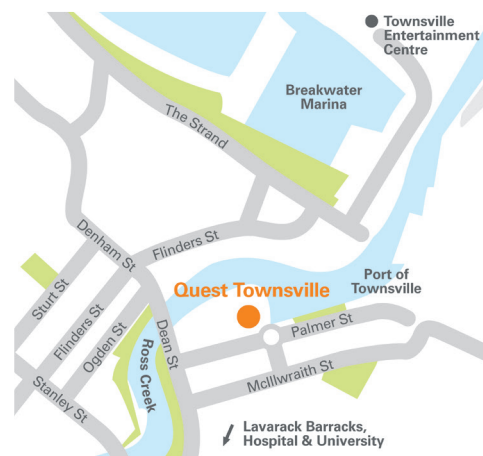 Townsville
Entertainment
Centre
Breakwater
Marina
The Strand
Denham St
Flinders St
Port of
Townsville
Sturt St
Quest Townsville
Flinders St
Ogden St
Dean St
Palmer St
Ross Creek
Stanley St
McIllwraith St
Lavarack Barracks,
Hospital & University